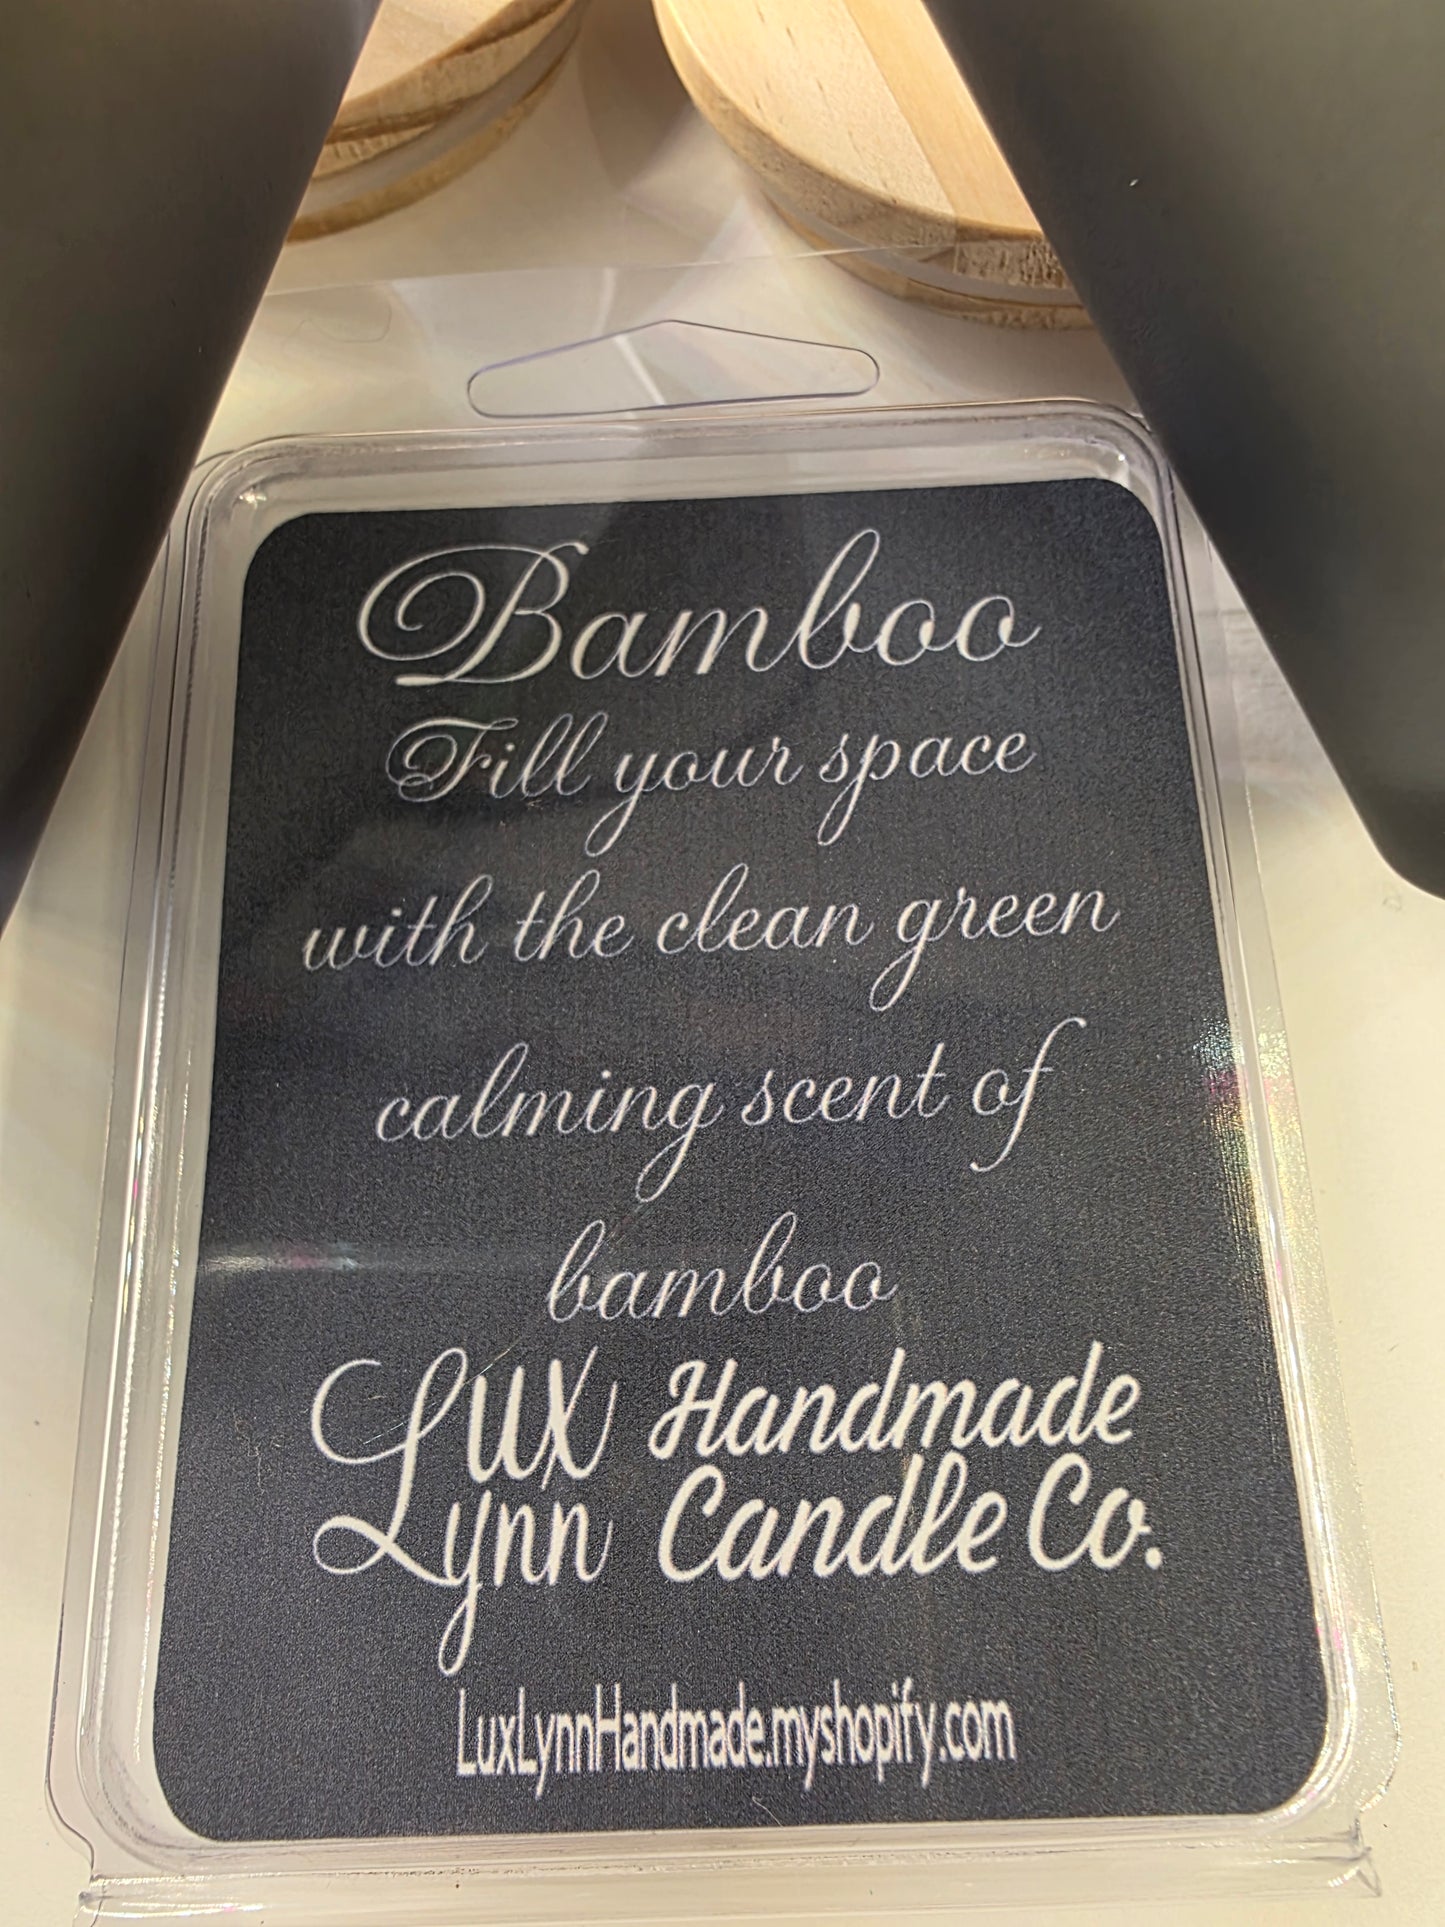 Bamboo
Fill your space
with the clean green
calming scent of
bamboo
Lux Lynn Handmade Candle Co.
LuxLynnHandmade.myshopify.com